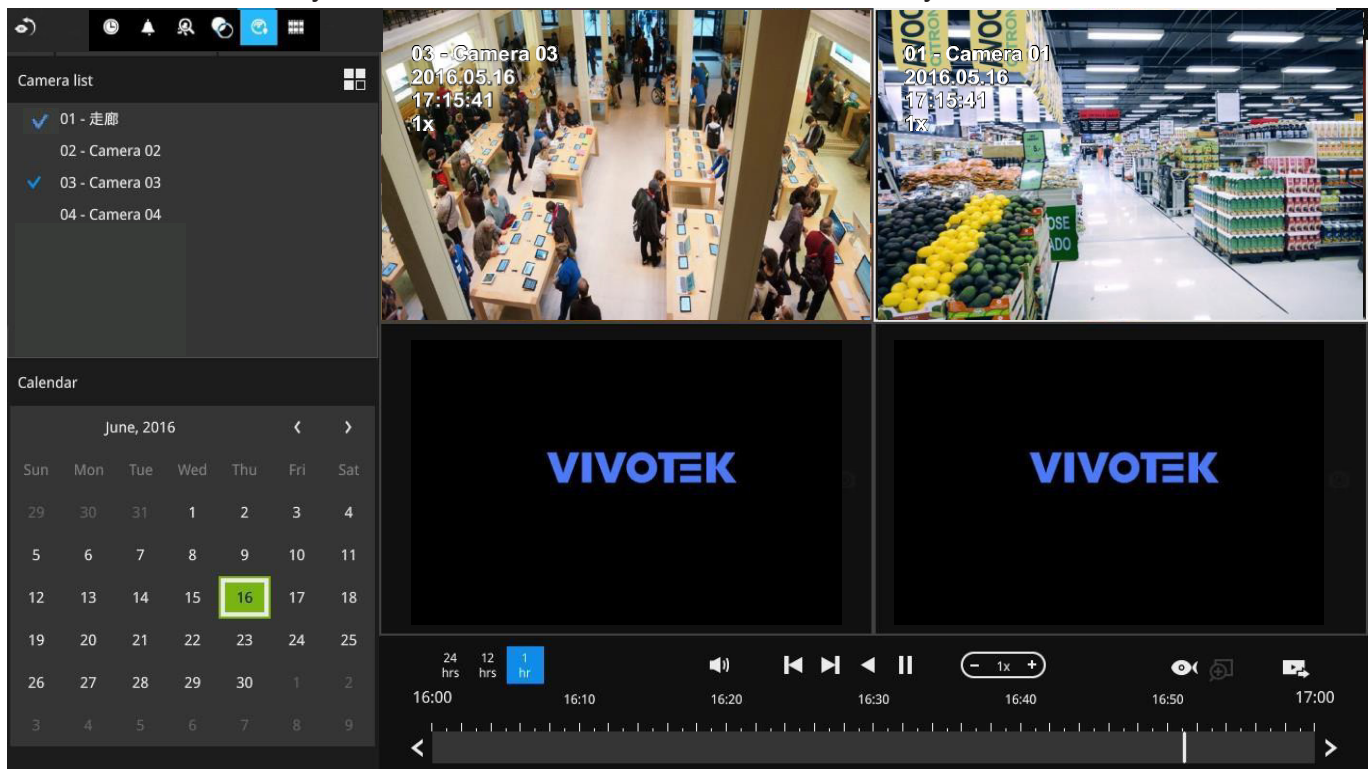 Camera list
01 - 走廊
02 - Camera 02
03 - Camera 03
04 - Camera 04
Calendar
June, 2016
Sun Mon Tue Wed Thu Fri Sat
29 30 31 1 2 3 4
5 6 7 8 9 10 11
12 13 14 15 16 17 18
19 20 21 22 23 24 25
26 27 28 29 30 1 2
3 4 5 6 7 8 9
03 - Camera 03
2016.05.16
17:15:41
1x
01 - Camera 01
2016.05.16
17:15:41
1x
VIVOTEK
VIVOTEK
24 hrs
12 hrs
1 hr
- 1x +
16:00 16:10 16:20 16:30 16:40 16:50 17:00